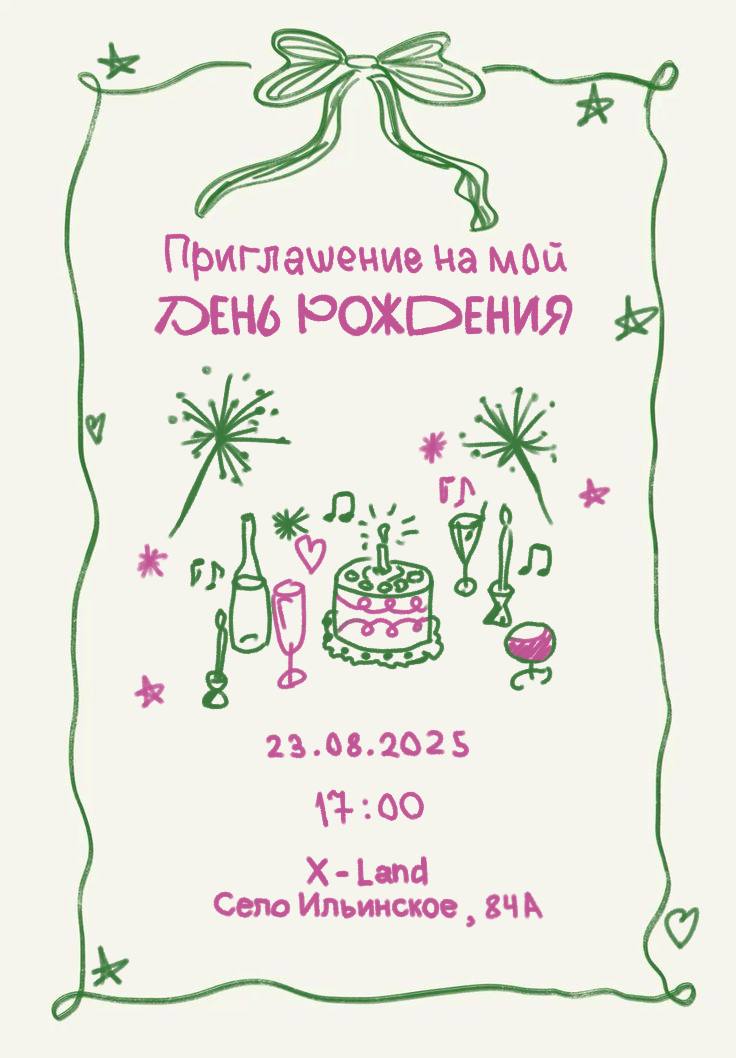 Приглашение на мой
ДЕНЬ РОЖДЕНИЯ
23.08.2025
17:00
X-Land
Село Ильинское, 84А